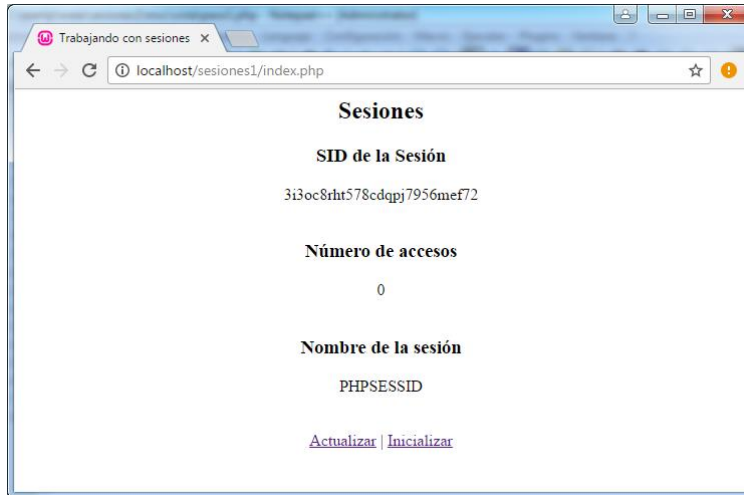 Trabajando con sesiones
localhost/sesiones1/index.php
Sesiones
SID de la Sesión
3i3oc8rht578cdqpj7956mef72
Número de accesos
0
Nombre de la sesión
PHPSESSID
Actualizar | Inicializar